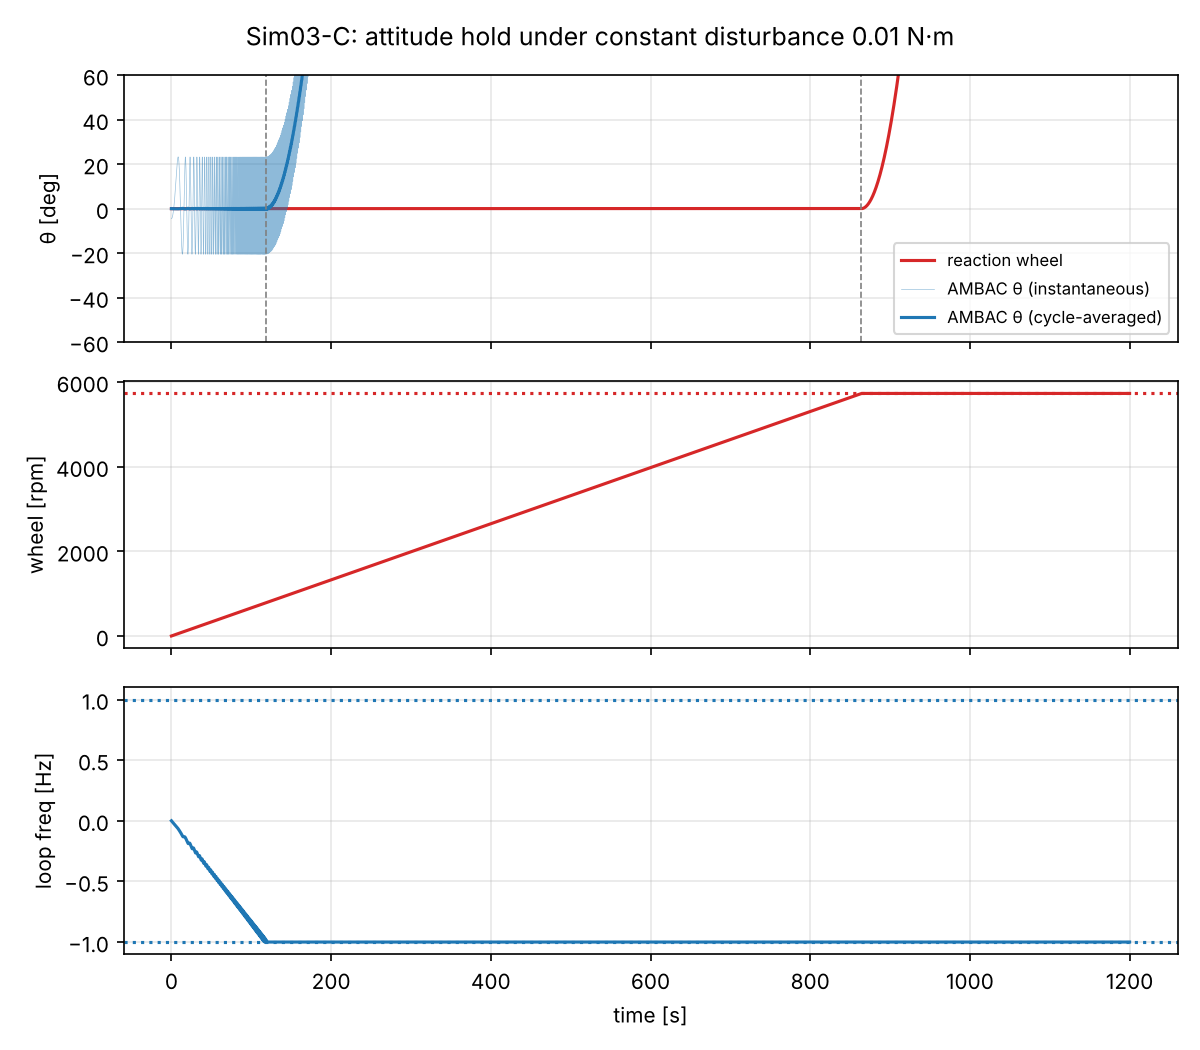 Sim03-C: attitude hold under constant disturbance 0.01 N·m
60
40
20
0
−20
−40
−60
θ [deg]
reaction wheel
AMBAC θ (instantaneous)
AMBAC θ (cycle-averaged)
6000
4000
2000
0
wheel [rpm]
1.0
0.5
0.0
−0.5
−1.0
loop freq [Hz]
0 200 400 600 800 1000 1200
time [s]